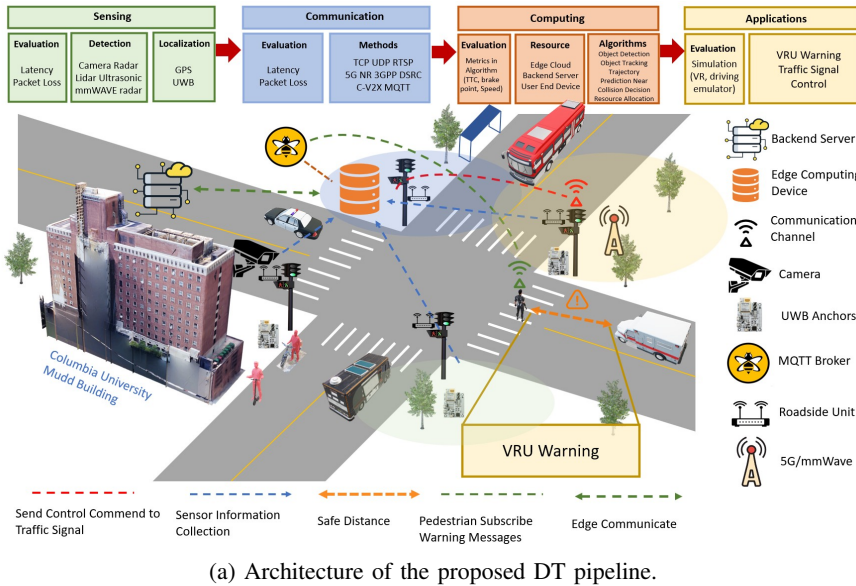 Sensing
Evaluation
Latency
Packet Loss
Detection
Camera Radar
Lidar Ultrasonic
mmWAVE radar
Localization
GPS
UWB
Communication
Evaluation
Latency
Packet Loss
Methods
TCP UDP RTSP
5G NR 3GPP DSRC
C-V2X MQTT
Computing
Evaluation
Metrics in
Algorithm
(TTC, brake
point, Speed)
Resource
Edge Cloud
Backend Server
User End Device
Algorithms
Object Detection
Object Tracking
Trajectory
Prediction Near
Collision Decision
Resource Allocation
Applications
Evaluation
Simulation
(VR, driving
emulator)
VRU Warning
Traffic Signal
Control
Columbia University
Mudd Building
VRU Warning
Backend Server
Edge Computing
Device
Communication
Channel
Camera
UWB Anchors
MQTT Broker
Roadside Unit
5G/mmWave
Send Control Commend to
Traffic Signal
Sensor Information
Collection
Safe Distance
Pedestrian Subscribe
Warning Messages
Edge Communicate
(a) Architecture of the proposed DT pipeline.